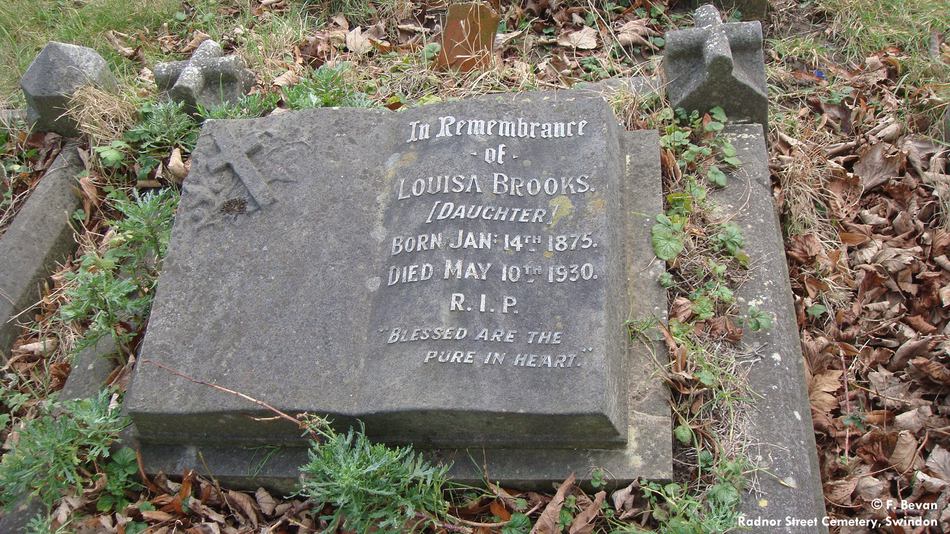 In Remembrance
- of -
LOUISA BROOKS.
[DAUGHTER]
BORN JAN: 14TH 1875.
DIED MAY 10TH 1930.
R.I.P.
"BLESSED ARE THE
PURE IN HEART."
© F. Bevan
Radnor Street Cemetery, Swindon